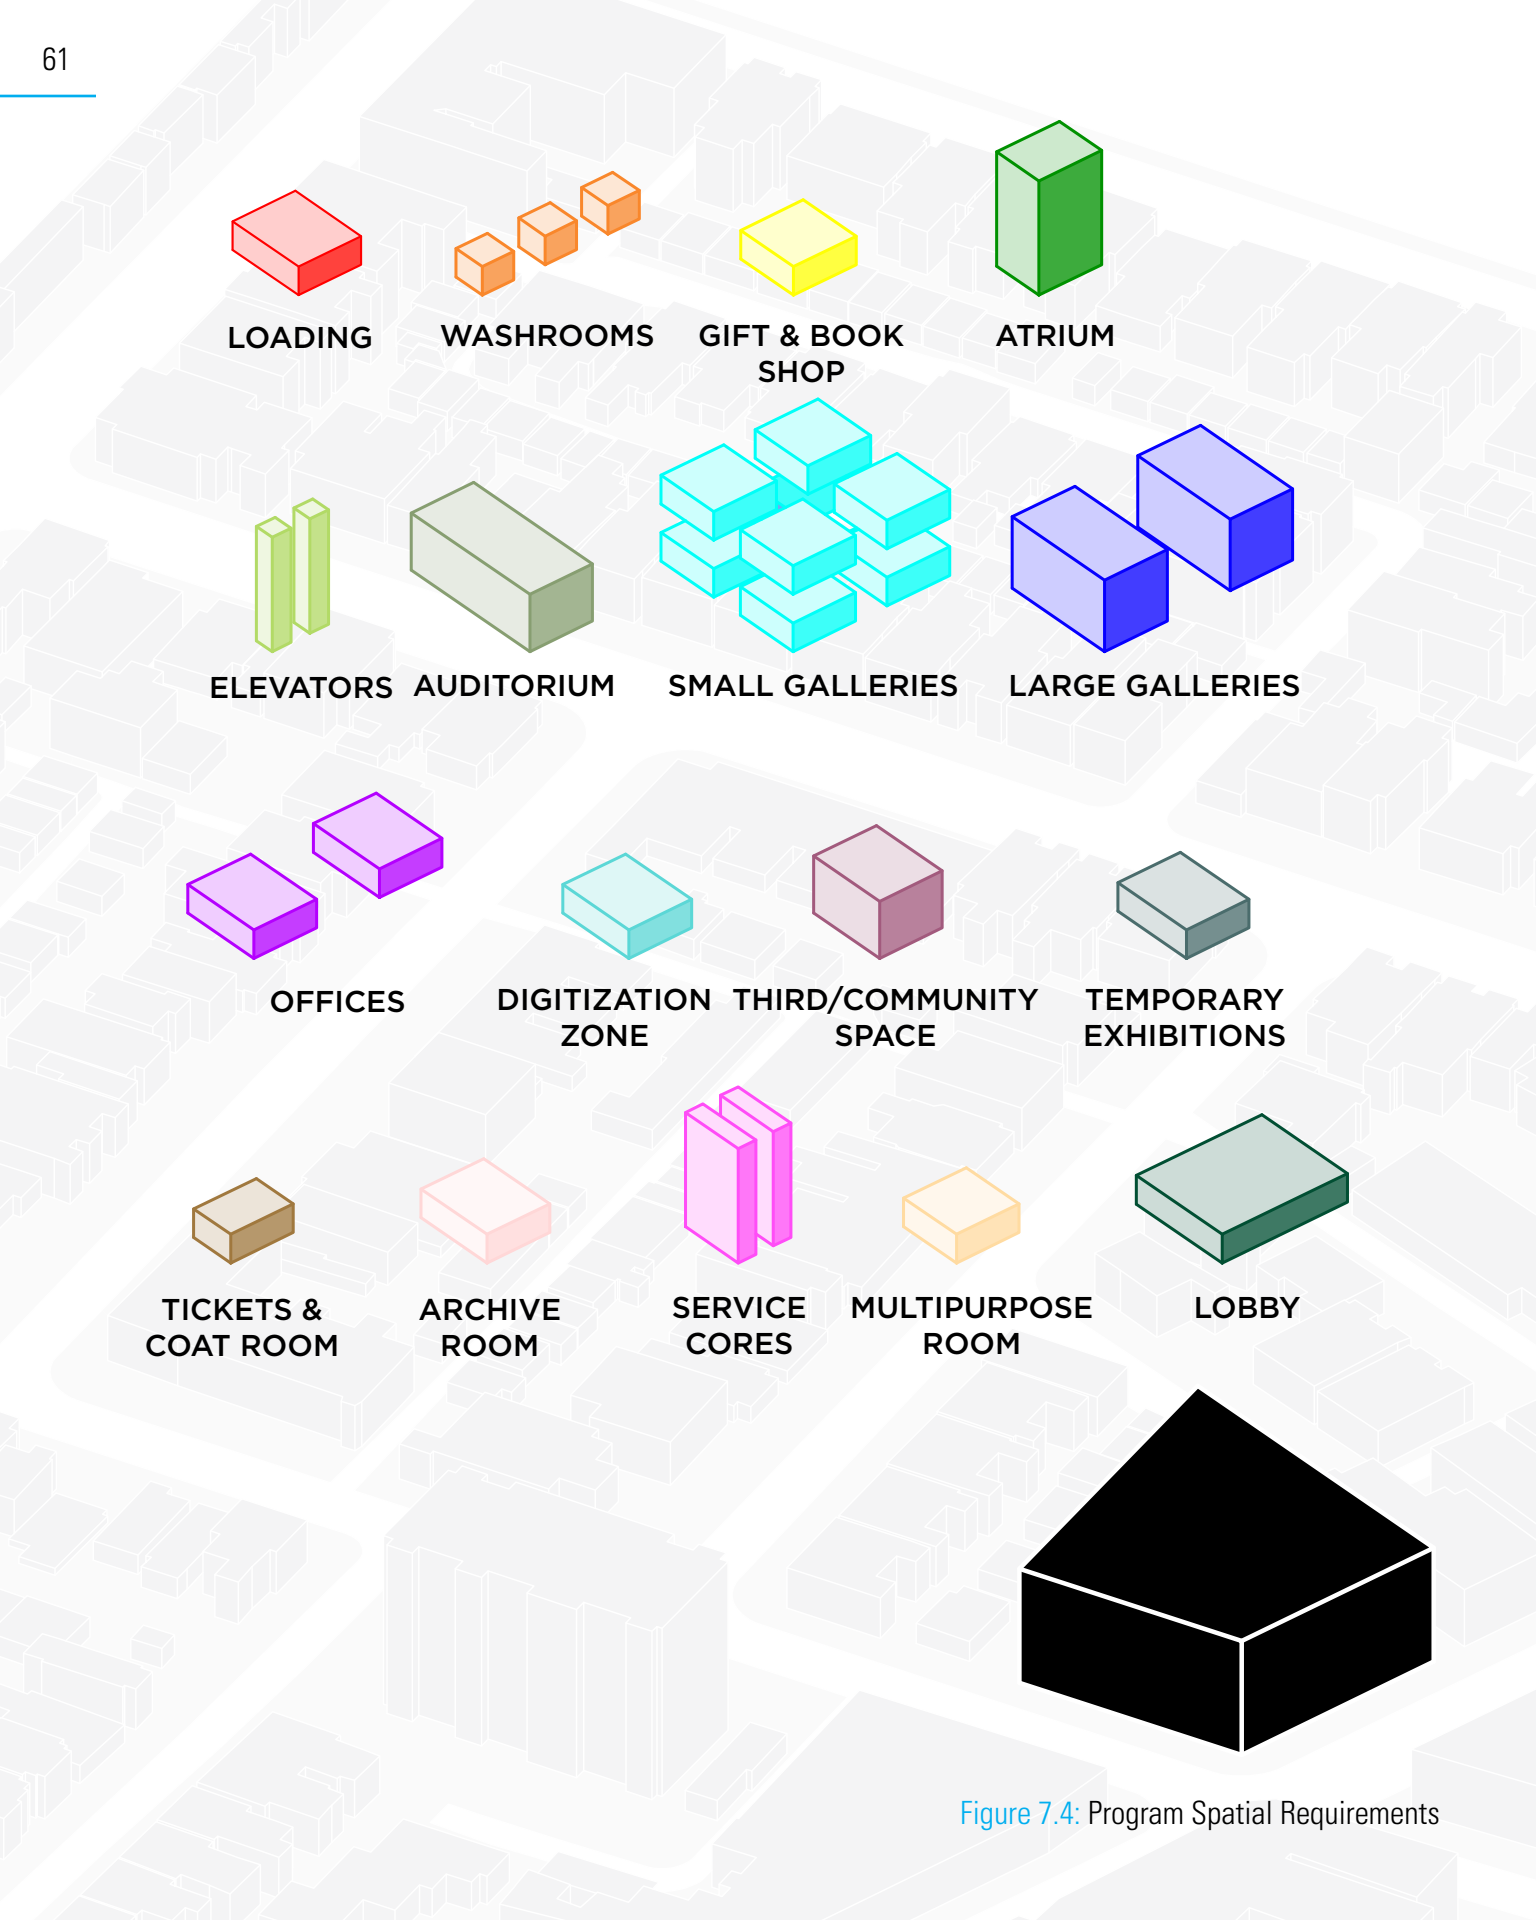 61
LOADING
WASHROOMS
GIFT & BOOK
SHOP
ATRIUM
ELEVATORS
AUDITORIUM
SMALL GALLERIES
LARGE GALLERIES
OFFICES
DIGITIZATION
ZONE
THIRD/COMMUNITY
SPACE
TEMPORARY
EXHIBITIONS
TICKETS &
COAT ROOM
ARCHIVE
ROOM
SERVICE
CORES
MULTIPURPOSE
ROOM
LOBBY
Figure 7.4: Program Spatial Requirements